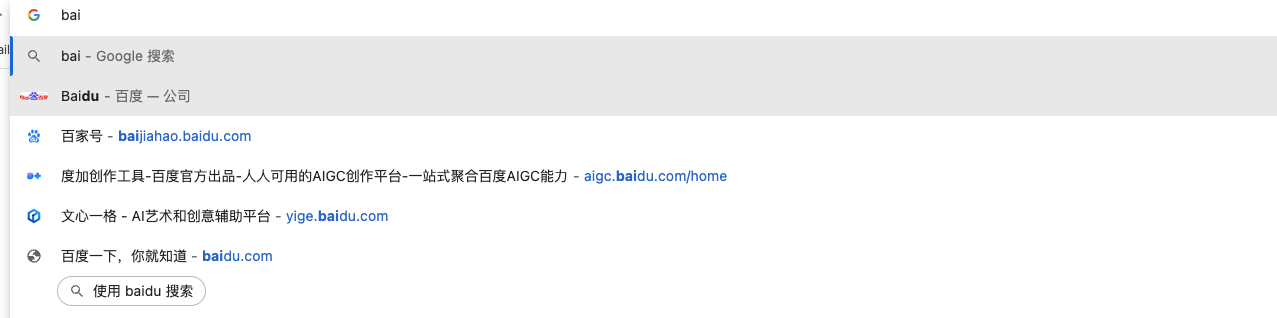 bai
bai - Google 搜索
ail
Baidu - 百度 — 公司
百家号 - baijiahao.baidu.com
度加创作工具-百度官方出品-人人可用的AIGC创作平台-一站式聚合百度AIGC能力 - aigc.baidu.com/home
文心一格 - AI艺术和创意辅助平台 - yige.baidu.com
百度一下，你就知道 - baidu.com
使用 baidu 搜索